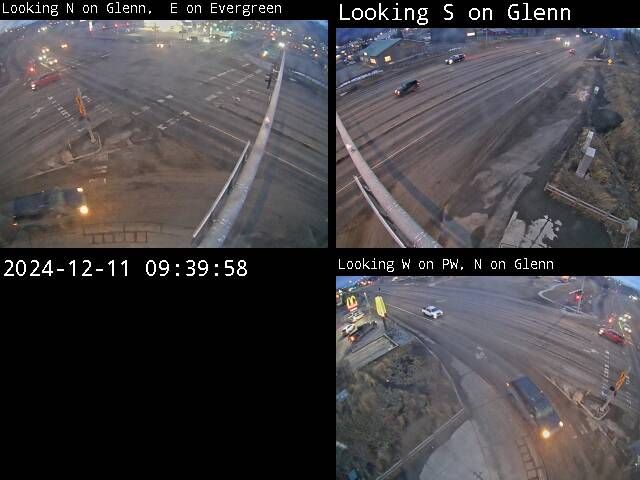 Looking N on Glenn,  E on Evergreen
Looking S on Glenn
2024-12-11 09:39:58
Looking W on PW, N on Glenn